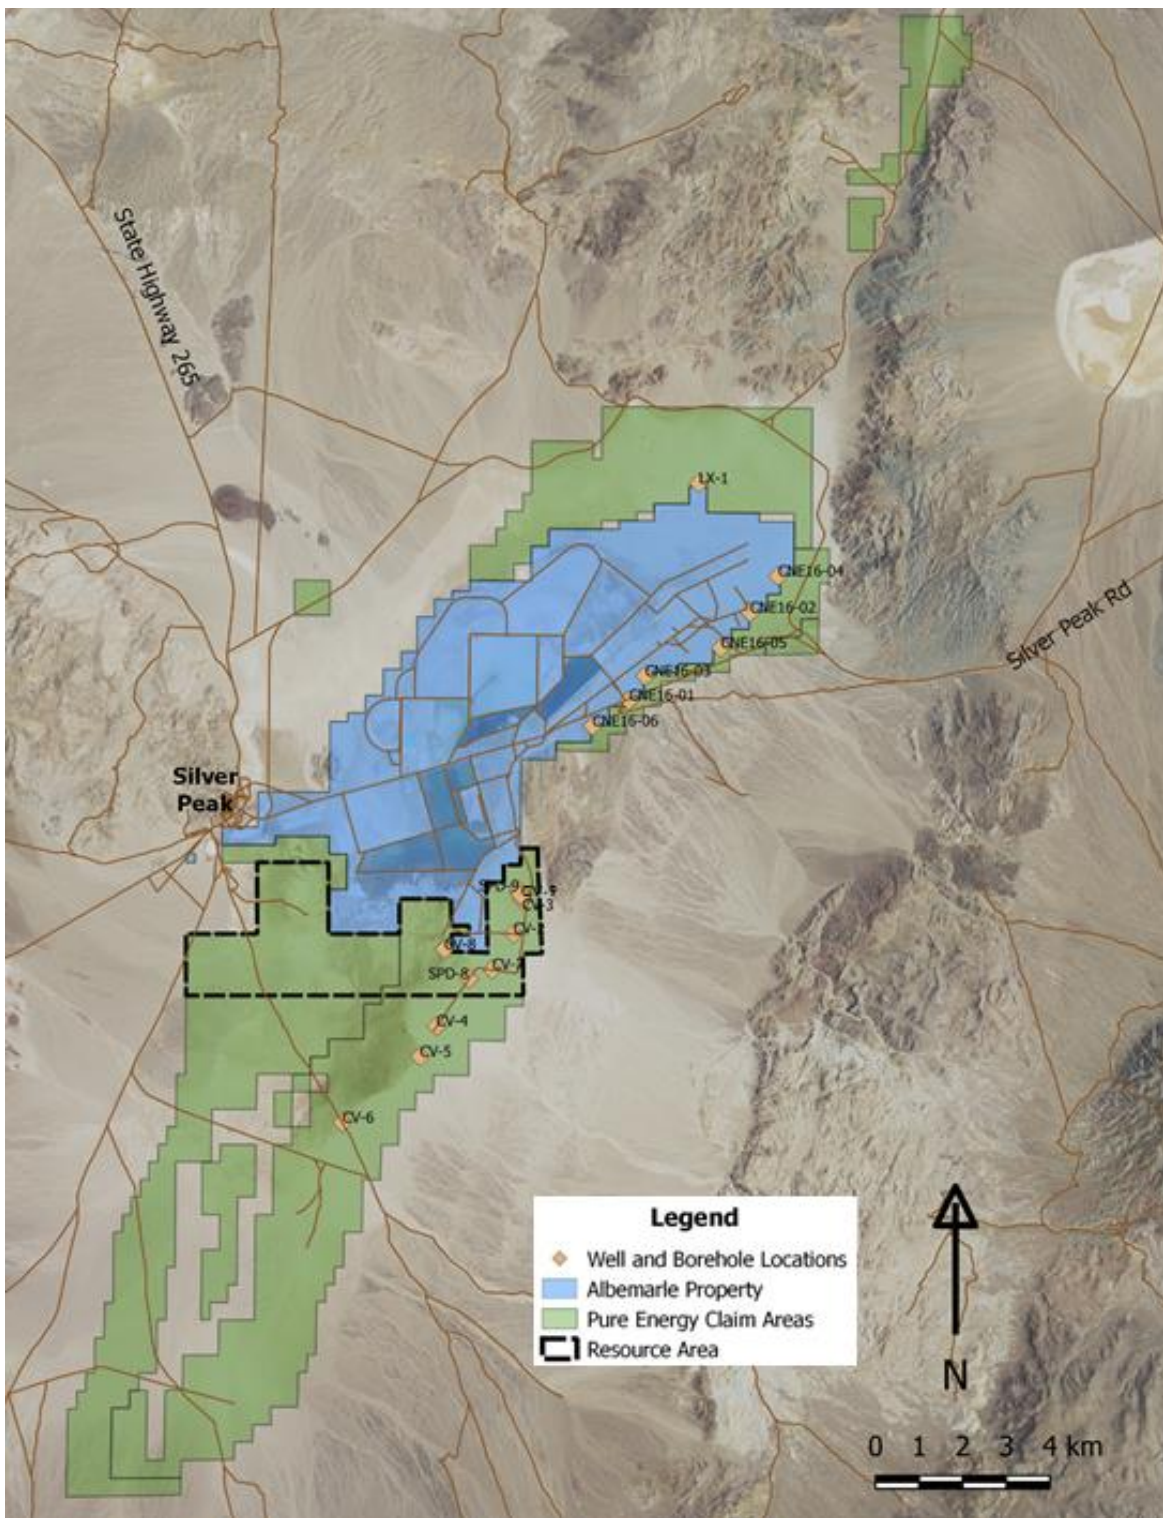 State Highway 265
LX-1
CNE16-04
CNE16-02
CNE16-05
CNE16-03
CNE16-01
CNE16-06
Silver Peak Rd
Silver
Peak
CV-8
SPD-8
CV-4
CV-5
CV-6
Legend
Well and Borehole Locations
Albemarle Property
Pure Energy Claim Areas
Resource Area
N
0 1 2 3 4 km